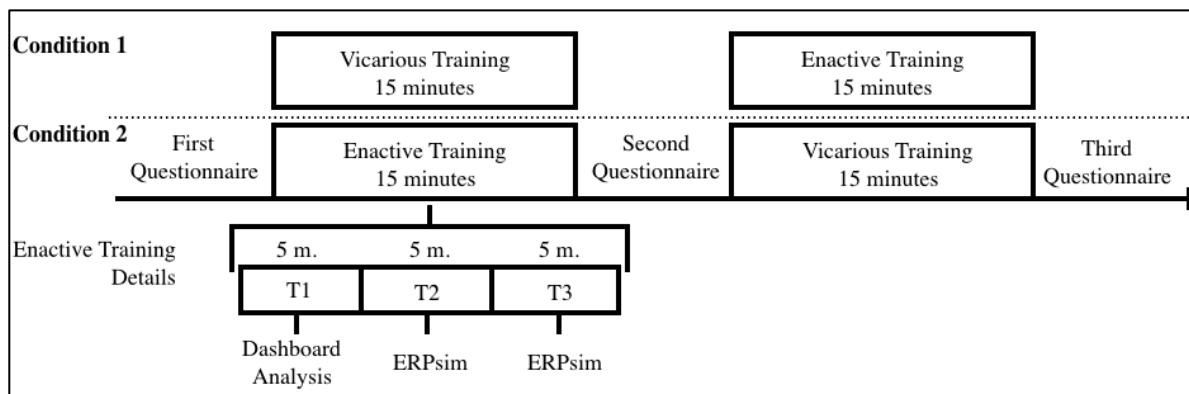 Condition 1
Vicarious Training
15 minutes
Enactive Training
15 minutes
Condition 2
First
Questionnaire
Enactive Training
15 minutes
Second
Questionnaire
Vicarious Training
15 minutes
Third
Questionnaire
Enactive Training
Details
5 m.
5 m.
5 m.
T1
T2
T3
Dashboard
Analysis
ERPsim
ERPsim